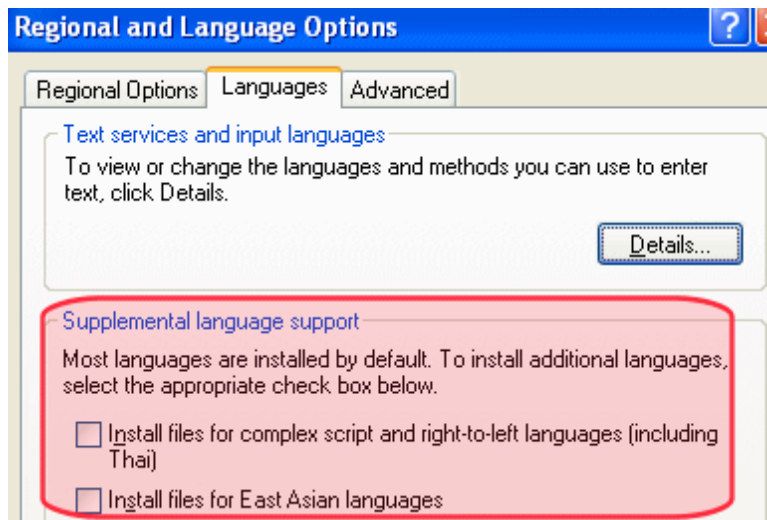 Regional and Language Options
?
Regional Options Languages Advanced
Text services and input languages
To view or change the languages and methods you can use to enter
text, click Details.
Details...
Supplemental language support
Most languages are installed by default. To install additional languages,
select the appropriate check box below.
Install files for complex script and right-to-left languages (including
Thai)
Install files for East Asian languages